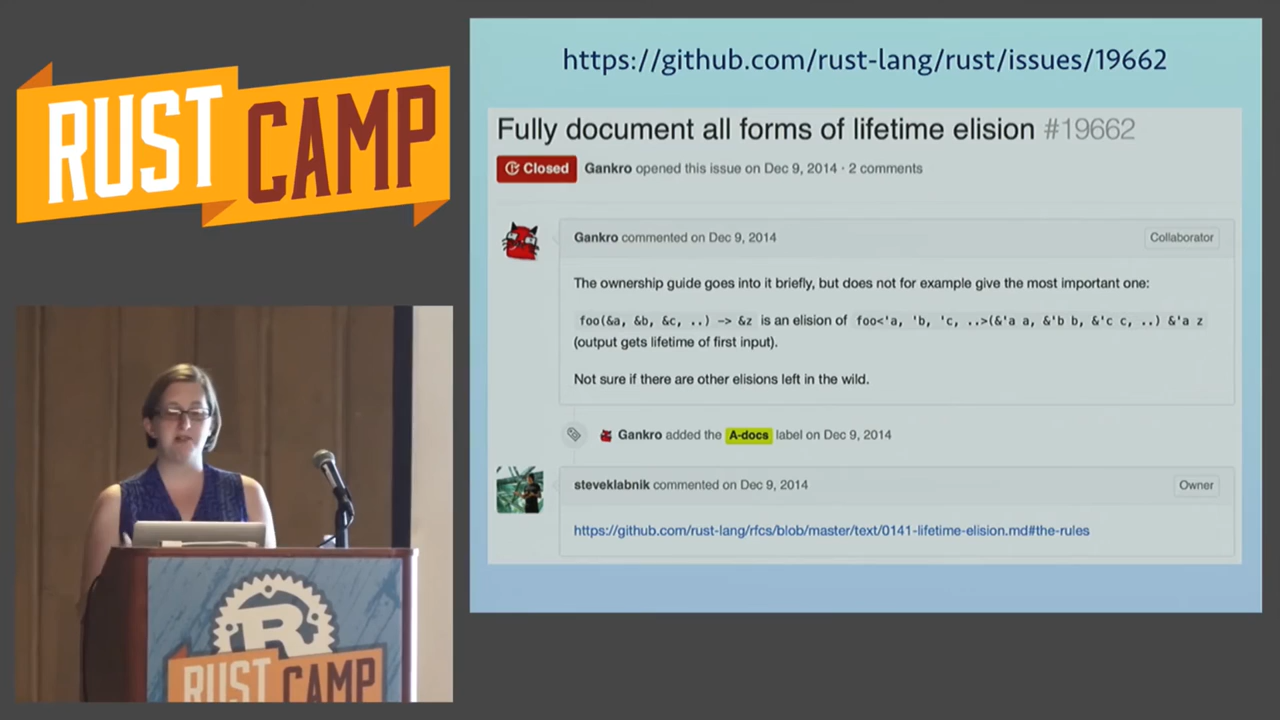 RUST CAMP
https://github.com/rust-lang/rust/issues/19662
Fully document all forms of lifetime elision #19662
Closed Gankro opened this issue on Dec 9, 2014 · 2 comments
Gankro commented on Dec 9, 2014 Collaborator
The ownership guide goes into it briefly, but does not for example give the most important one:
foo(&a, &b, &c, ..) -> &z is an elision of foo<'a, 'b, 'c, ..>(&'a a, &'b b, &'c c, ..) &'a z
(output gets lifetime of first input).
Not sure if there are other elisions left in the wild.
Gankro added the A-docs label on Dec 9, 2014
steveklabnik commented on Dec 9, 2014 Owner
https://github.com/rust-lang/rfcs/blob/master/text/0141-lifetime-elision.md#the-rules
R
RUST CAMP